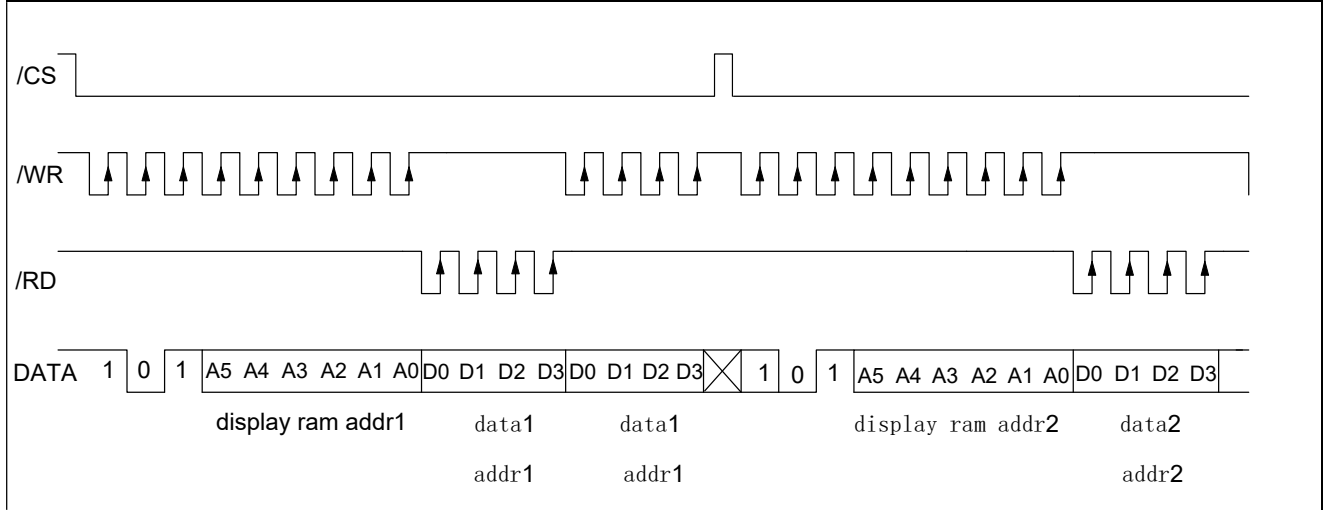 /CS
/WR
/RD
DATA 1 0 1 A5 A4 A3 A2 A1 A0 D0 D1 D2 D3 D0 D1 D2 D3 1 0 1 A5 A4 A3 A2 A1 A0 D0 D1 D2 D3
display ram addr1 data1 data1 display ram addr2 data2
addr1 addr1 addr2